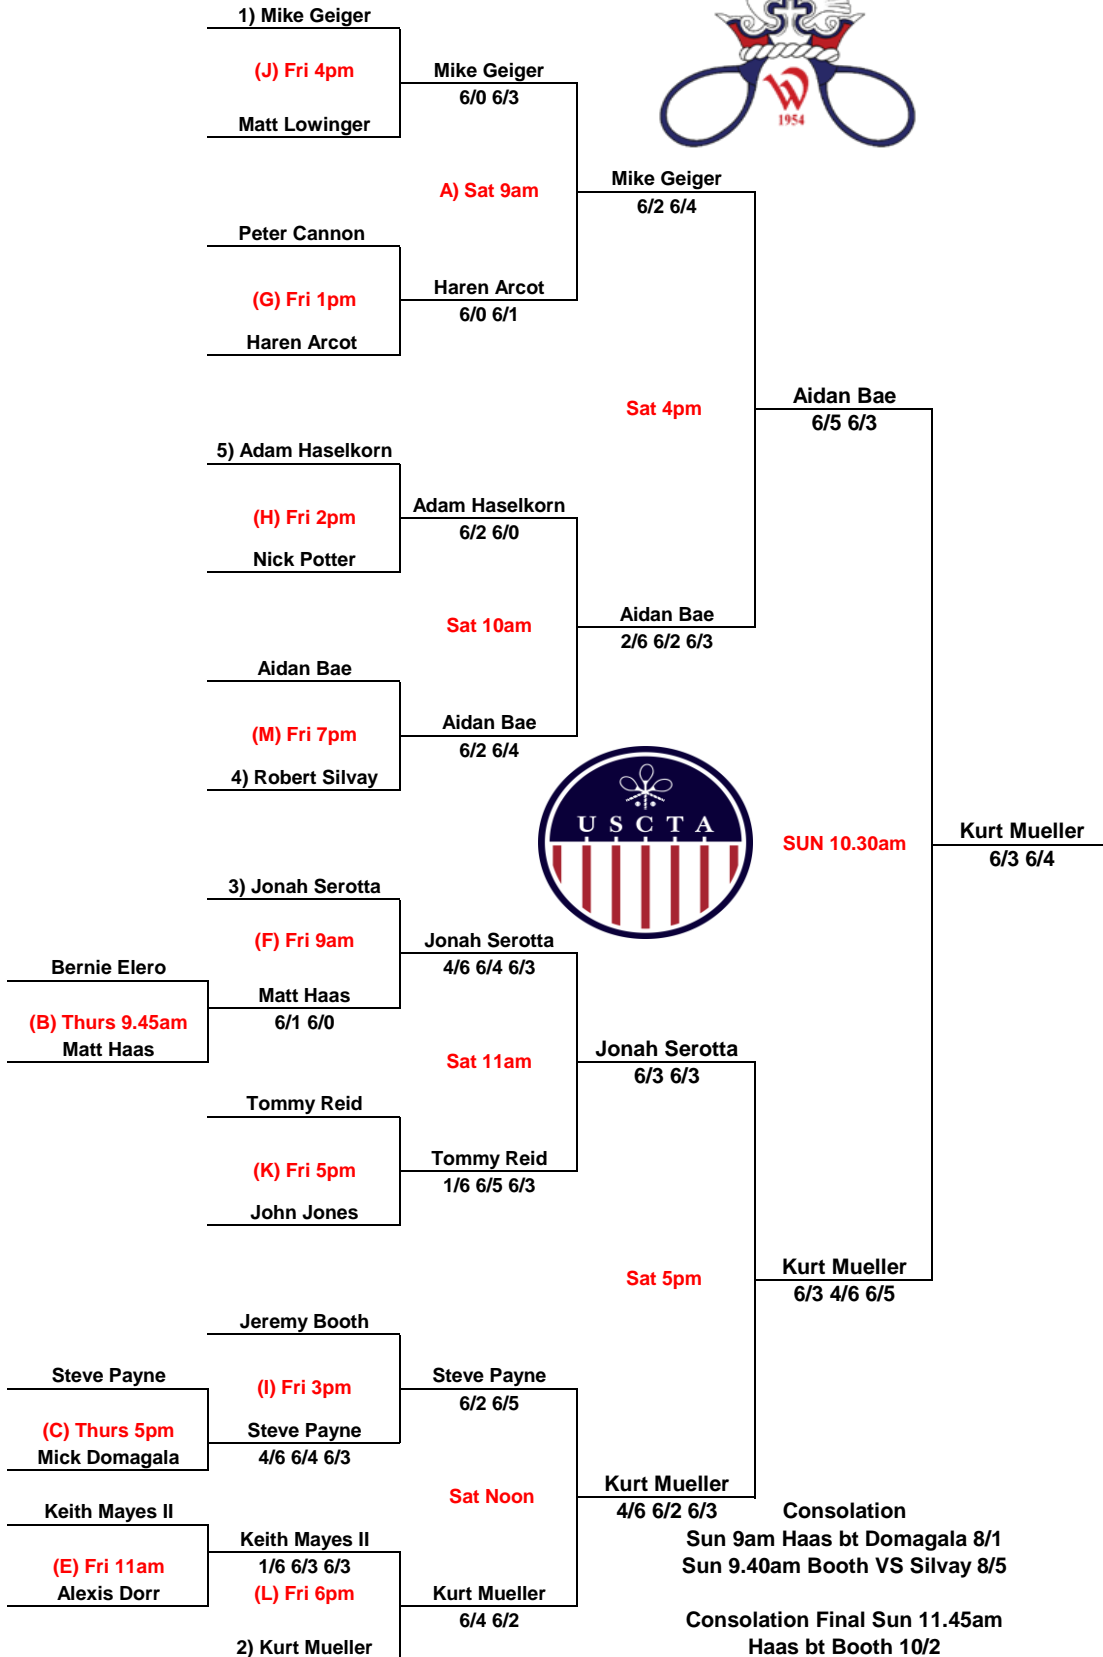 1) Mike Geiger
(J) Fri 4pm
Mike Geiger
6/0 6/3
Matt Lowinger
W
1954
A) Sat 9am
Mike Geiger
6/2 6/4
Peter Cannon
(G) Fri 1pm
Haren Arcot
6/0 6/1
Haren Arcot
Sat 4pm
Aidan Bae
6/5 6/3
5) Adam Haselkorn
(H) Fri 2pm
Adam Haselkorn
6/2 6/0
Nick Potter
Sat 10am
Aidan Bae
2/6 6/2 6/3
Aidan Bae
(M) Fri 7pm
Aidan Bae
6/2 6/4
4) Robert Silvay
USCTA
SUN 10.30am
Kurt Mueller
6/3 6/4
3) Jonah Serotta
(F) Fri 9am
Jonah Serotta
4/6 6/4 6/3
Bernie Elero
(B) Thurs 9.45am
Matt Haas
Matt Haas
6/1 6/0
Sat 11am
Jonah Serotta
6/3 6/3
Tommy Reid
(K) Fri 5pm
Tommy Reid
1/6 6/5 6/3
John Jones
Sat 5pm
Kurt Mueller
6/3 4/6 6/5
Jeremy Booth
Steve Payne
(I) Fri 3pm
Steve Payne
6/2 6/5
(C) Thurs 5pm
Steve Payne
Mick Domagala
4/6 6/4 6/3
Sat Noon
Kurt Mueller
4/6 6/2 6/3
Keith Mayes II
(E) Fri 11am
Keith Mayes II
1/6 6/3 6/3
Alexis Dorr
(L) Fri 6pm
Kurt Mueller
6/4 6/2
2) Kurt Mueller
Consolation
Sun 9am Haas bt Domagala 8/1
Sun 9.40am Booth VS Silvay 8/5
Consolation Final Sun 11.45am
Haas bt Booth 10/2